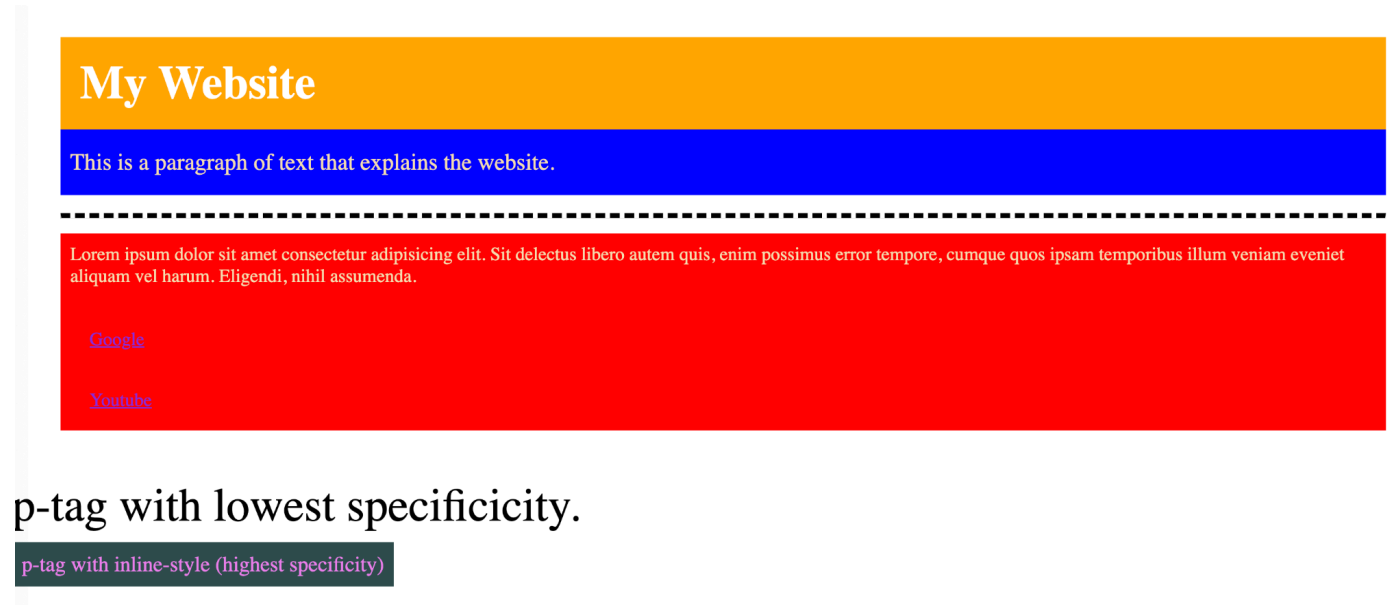 My Website
This is a paragraph of text that explains the website.
Lorem ipsum dolor sit amet consectetur adipisicing elit. Sit delectus libero autem quis, enim possimus error tempore, cumque quos ipsam temporibus illum veniam eveniet
aliquam vel harum. Eligendi, nihil assumenda.
Google
Youtube
p-tag with lowest specificicity.
p-tag with inline-style (highest specificity)